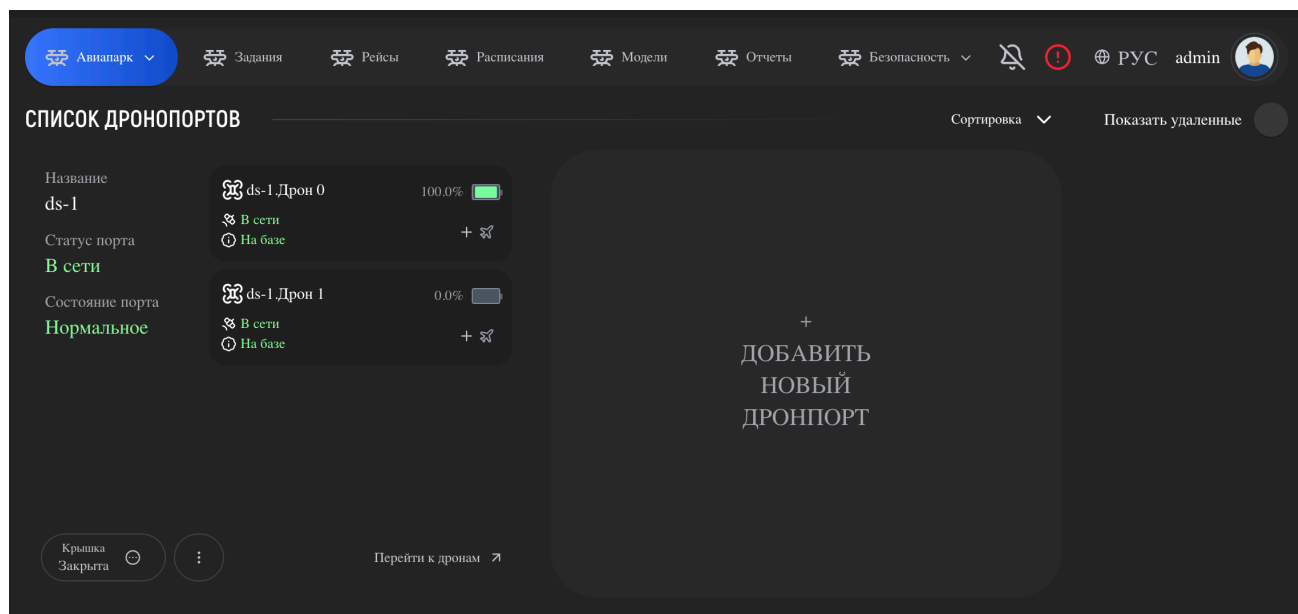 Авиапарк Задания Рейсы Расписания Модели Отчеты Безопасность РУС admin
СПИСОК ДРОНОПОРТОВ Сортировка Показать удаленные
Название
ds-1
Статус порта
В сети
Состояние порта
Нормальное
ds-1.Дрон 0 100.0%
В сети
На базе
ds-1.Дрон 1 0.0%
В сети
На базе
+
ДОБАВИТЬ
НОВЫЙ
ДРОНПОРТ
Крышка
Закрыта
Перейти к дронам